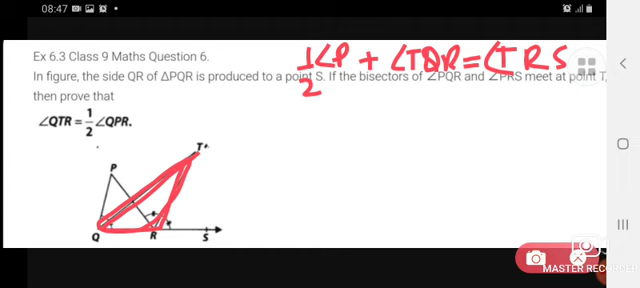 08:47
Ex 6.3 Class 9 Maths Question 6.
1/2 ∠P + ∠TQR = ∠TRS
In figure, the side QR of ΔPQR is produced to a point S. If the bisectors of ∠PQR and ∠PRS meet at point T,
then prove that
∠QTR = 1/2 ∠QPR.
T
P
Q R S
MASTER RECORDER